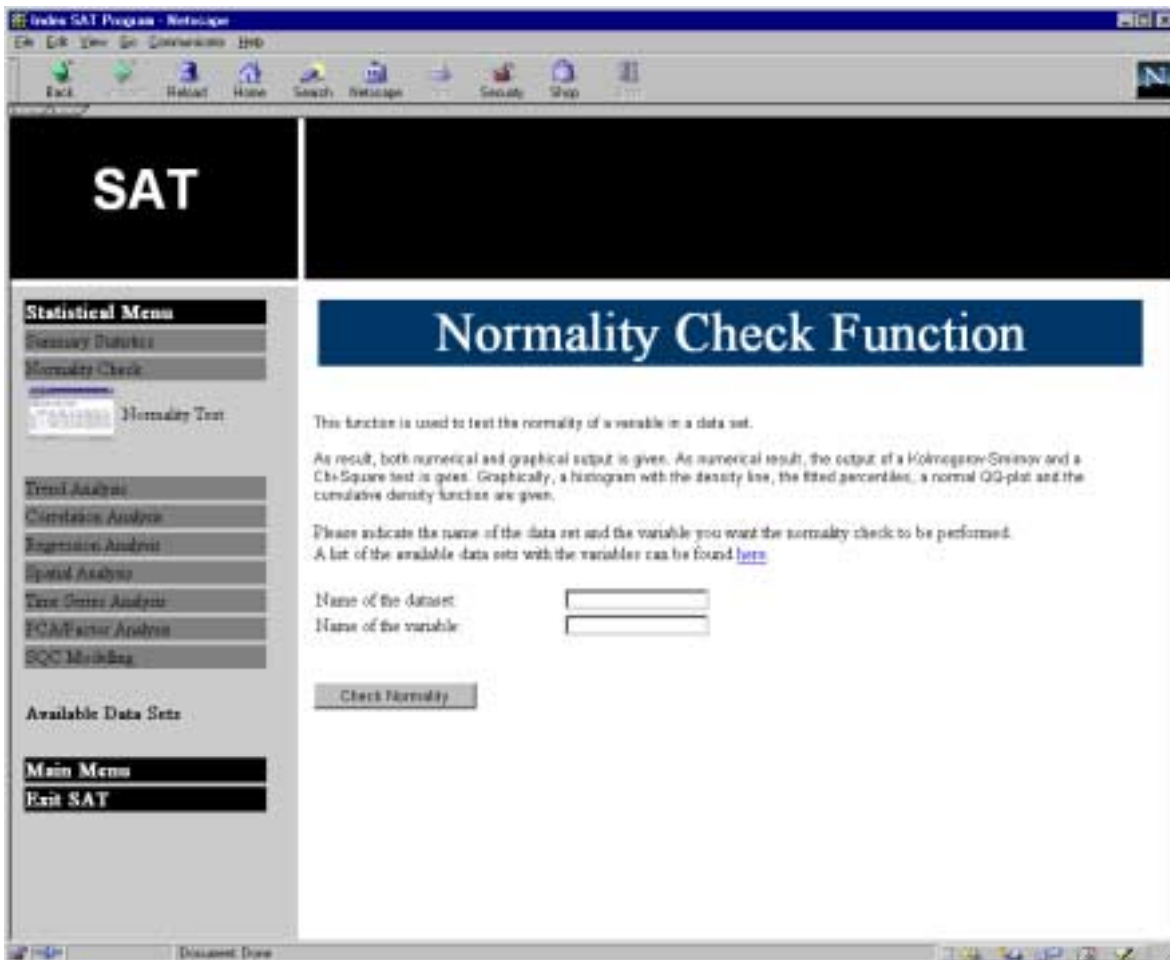 Index SAT Program - Netscape
File Edit View Go Communicator Help
Back Reload Home Search Netscape Security Shop
SAT
Statistical Menu
Summary Statistics
Normality Check
Normality Test
Trend Analysis
Correlation Analysis
Regression Analysis
Spatial Analysis
Time Series Analysis
PCA/Factor Analysis
SQC Modelling
Available Data Sets
Main Menu
Exit SAT
Normality Check Function
This function is used to test the normality of a variable in a data set.
As result, both numerical and graphical output is given. As numerical result, the output of a Kolmogorov-Smirnov and a
Chi-Square test is given. Graphically, a histogram with the density line, the fitted percentiles, a normal QQ-plot and the
cumulative density function are given.
Please indicate the name of the data set and the variable you want the normality check to be performed.
A list of the available data sets with the variables can be found here
Name of the dataset
Name of the variable
Check Normality
Document: Done